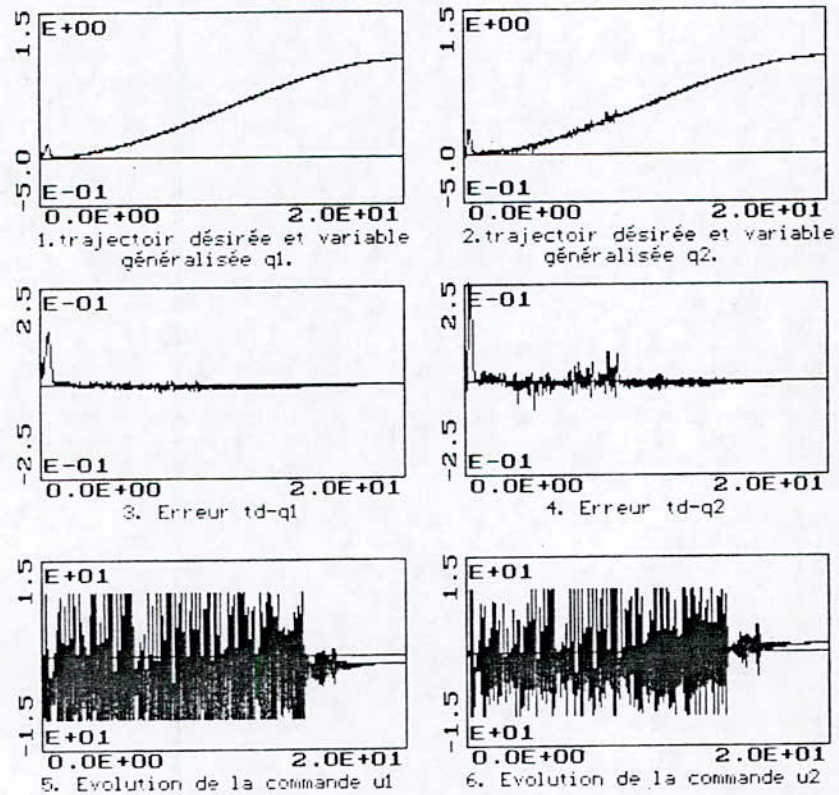 1.5
E+00
-5.0
E-01
0.0E+00 2.0E+01
1.trajectoir désirée et variable
généralisée q1.
1.5
E+00
-5.0
E-01
0.0E+00 2.0E+01
2.trajectoir désirée et variable
généralisée q2.
2.5
E-01
-2.5
E-01
0.0E+00 2.0E+01
3. Erreur td-q1
2.5
E-01
-2.5
E-01
0.0E+00 2.0E+01
4. Erreur td-q2
1.5
E+01
-1.5
E+01
0.0E+00 2.0E+01
5. Evolution de la commande u1
1.5
E+01
-1.5
E+01
0.0E+00 2.0E+01
6. Evolution de la commande u2